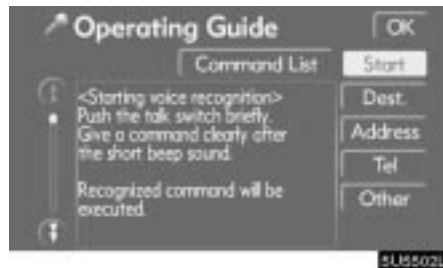 Operating Guide
OK
Command List
Start
<Starting voice recognition>
Push the talk switch briefly.
Give a command clearly after
the short beep sound.
Recognized command will be
executed.
Dest.
Address
Tel
Other
5U5502L